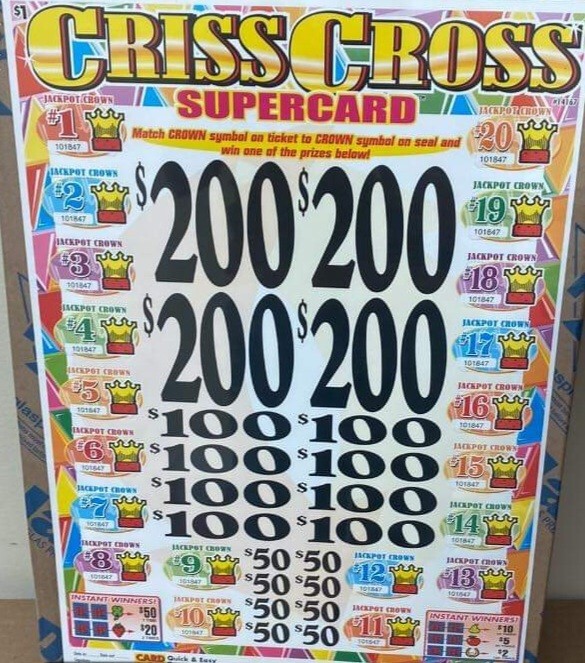 $1
CRISS CROSS
#14167
SUPERCARD
Match CROWN symbol on ticket to CROWN symbol on seal and
win one of the prizes below!
JACKPOT CROWN
#1
101847
JACKPOT CROWN
#2
101847
JACKPOT CROWN
#3
101847
JACKPOT CROWN
#4
101847
JACKPOT CROWN
#5
101847
JACKPOT CROWN
#6
101847
JACKPOT CROWN
#7
101847
JACKPOT CROWN
#8
101847
JACKPOT CROWN
#9
101847
JACKPOT CROWN
#10
101847
$200 $200
$200 $200
$100 $100
$100 $100
$100 $100
$100 $100
$50 $50
$50 $50
$50 $50
$50 $50
JACKPOT CROWN
#20
101847
JACKPOT CROWN
#19
101847
JACKPOT CROWN
#18
101847
JACKPOT CROWN
#17
101847
JACKPOT CROWN
#16
101847
JACKPOT CROWN
#15
101847
JACKPOT CROWN
#14
101847
JACKPOT CROWN
#13
101847
JACKPOT CROWN
#12
101847
JACKPOT CROWN
#11
101847
INSTANT WINNERS!
$50
$20
INSTANT WINNERS!
$10
$5
$2
CARD Quick & Easy